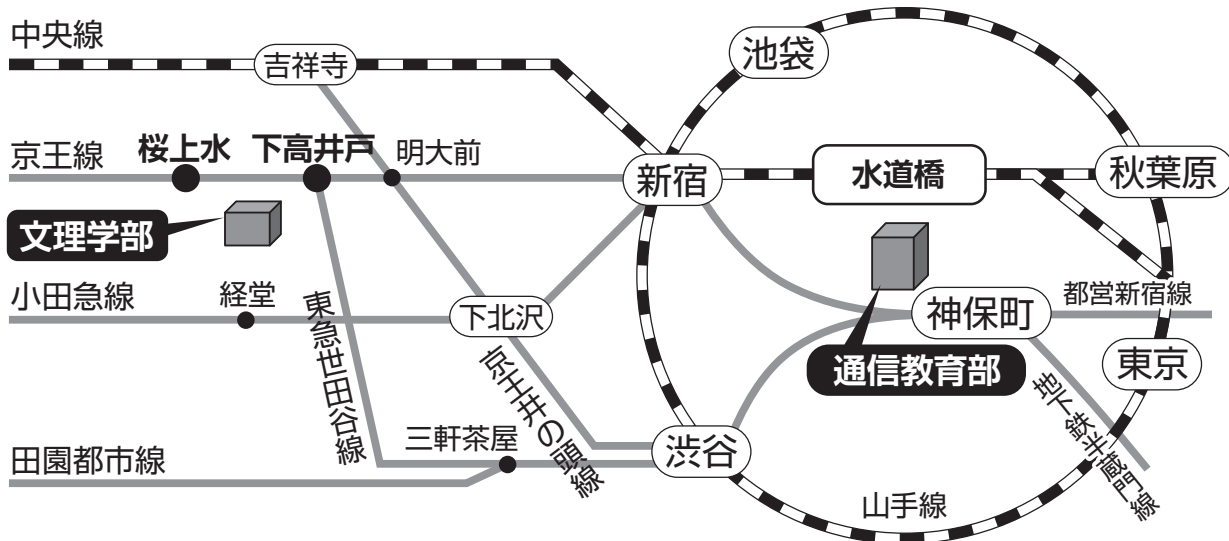 中央線
吉祥寺
池袋
京王線
桜上水
下高井戸
明大前
新宿
水道橋
秋葉原
文理学部
小田急線
経堂
東急世田谷線
下北沢
京王井の頭線
神保町
都営新宿線
通信教育部
東京
地下鉄半蔵門線
田園都市線
三軒茶屋
渋谷
山手線